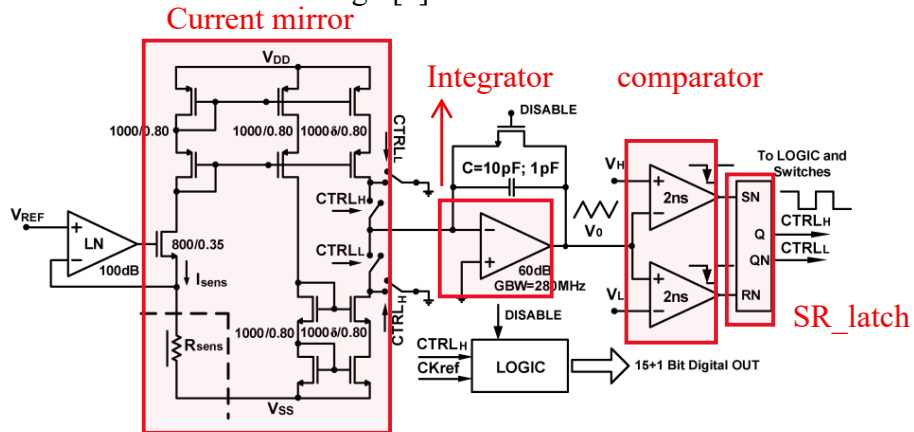 Current mirror
Integrator
comparator
SR_latch
VDD
1000/0.80
1000/0.80
1000δ/0.80
CTRLL
CTRLH
CTRLL
CTRLH
VREF
+
LN
−
100dB
800/0.35
Isens
Rsens
1000/0.80
1000δ/0.80
VSS
DISABLE
C=10pF; 1pF
−
+
60dB
GBW=280MHz
V0
DISABLE
CTRLH
CKref
LOGIC
15+1 Bit Digital OUT
VH
+
2ns
−
−
2ns
+
VL
To LOGIC and
Switches
SN
Q
QN
RN
CTRLH
CTRLL